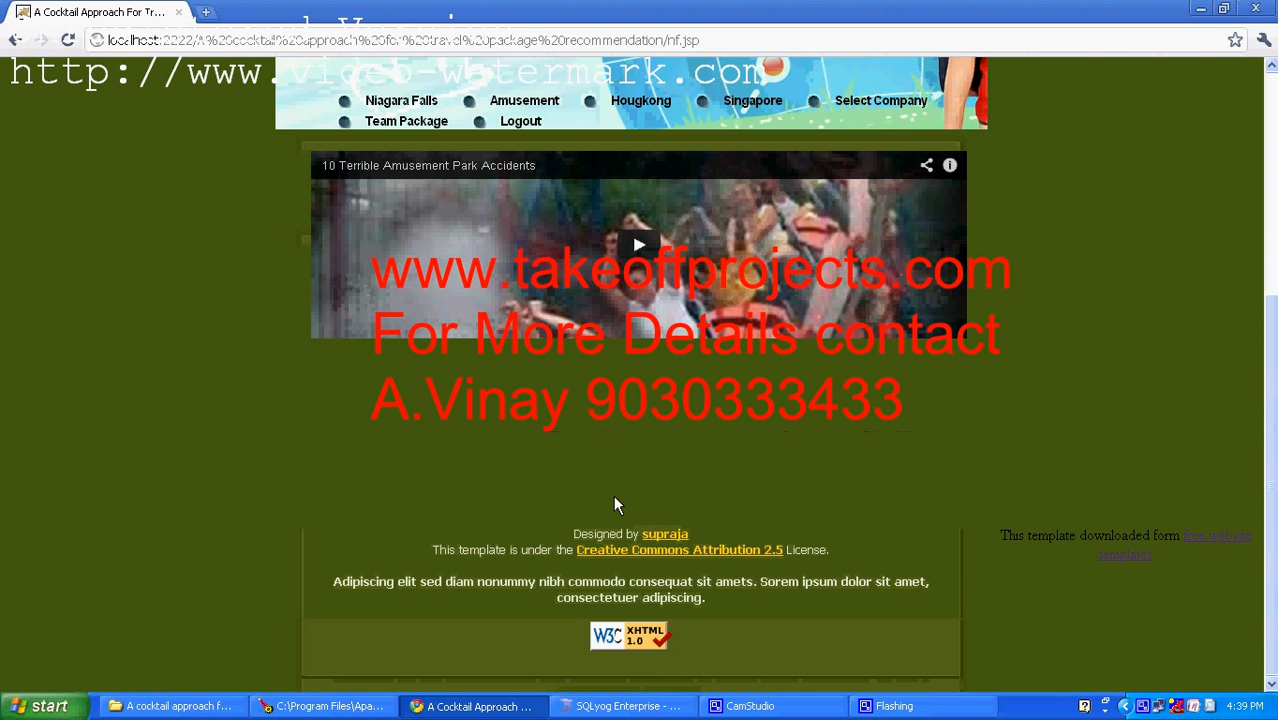 A Cocktail Approach For Tr...
localhost:2222/A%20cocktail%20approach%20for%20travel%20package%20recommendation/nf.jsp
http://www.video-watermark.com
Niagara Falls Amusement Hougkong Singapore Select Company
Team Package Logout
10 Terrible Amusement Park Accidents
www.takeoffprojects.com
For More Details contact
A.Vinay 9030333433
Designed by supraja
This template is under the Creative Commons Attribution 2.5 License.
This template downloaded form free website
templates
Adipiscing elit sed diam nonummy nibh commodo consequat sit amets. Sorem ipsum dolor sit amet,
consectetuer adipiscing.
W3C XHTML
1.0
start A cocktail approach f... C:\Program Files\Apa... A Cocktail Approach ... SQLyog Enterprise - ... CamStudio Flashing 4:39 PM